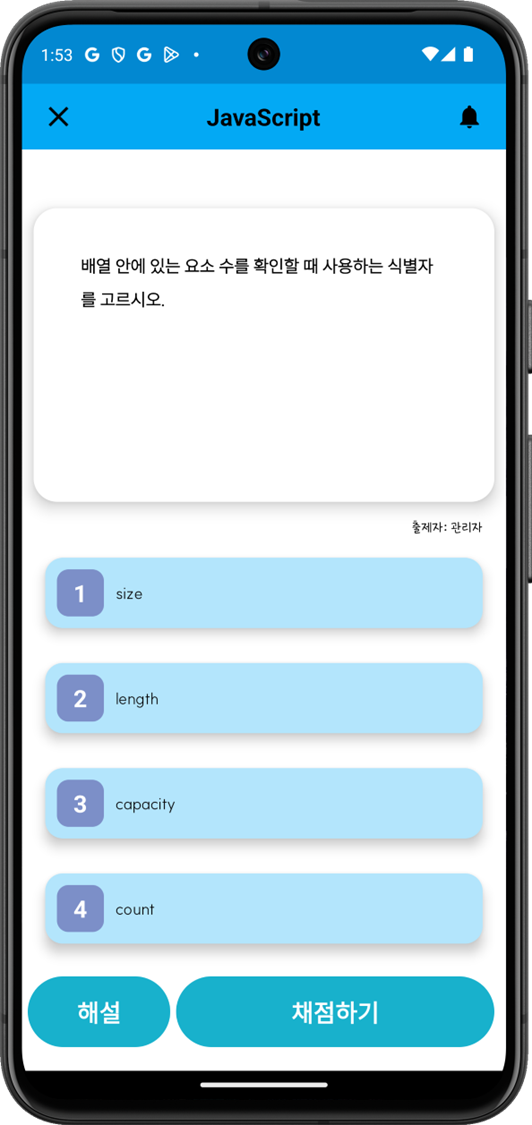 1:53
JavaScript
배열 안에 있는 요소 수를 확인할 때 사용하는 식별자
를 고르시오.
출제자: 관리자
1 size
2 length
3 capacity
4 count
해설 채점하기